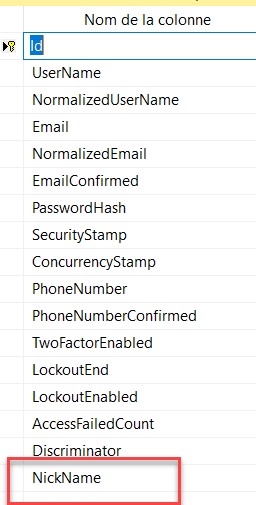 Nom de la colonne
Id
UserName
NormalizedUserName
Email
NormalizedEmail
EmailConfirmed
PasswordHash
SecurityStamp
ConcurrencyStamp
PhoneNumber
PhoneNumberConfirmed
TwoFactorEnabled
LockoutEnd
LockoutEnabled
AccessFailedCount
Discriminator
NickName